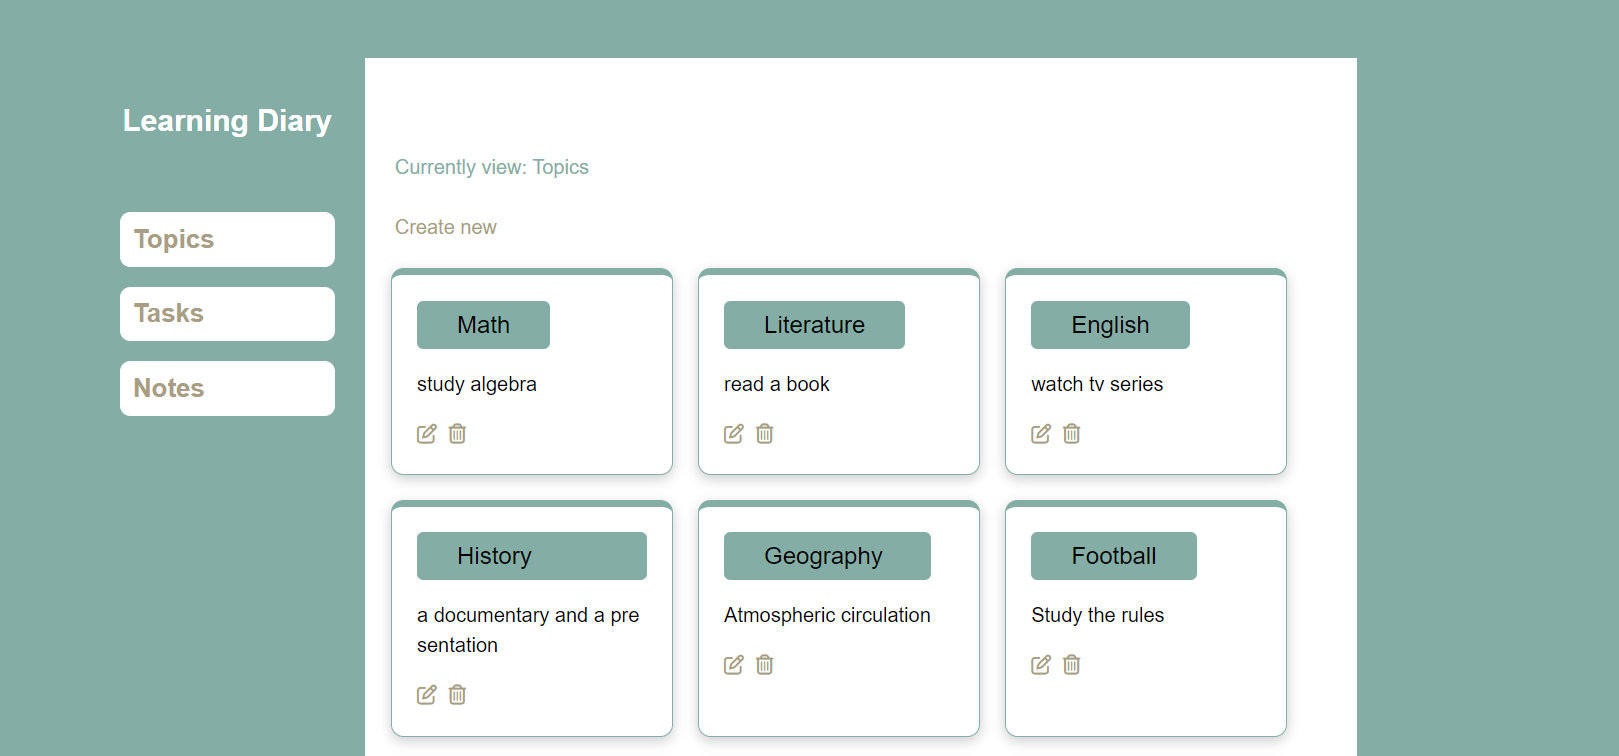 Learning Diary
Topics
Tasks
Notes
Currently view: Topics
Create new
Math
study algebra
Literature
read a book
English
watch tv series
History
a documentary and a pre
sentation
Geography
Atmospheric circulation
Football
Study the rules